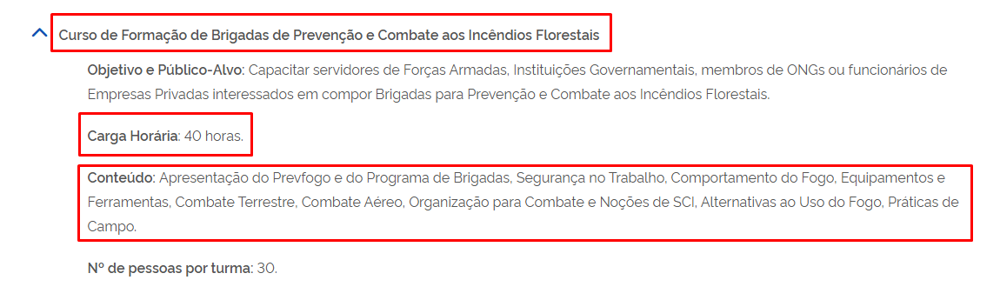 Curso de Formação de Brigadas de Prevenção e Combate aos Incêndios Florestais
Objetivo e Público-Alvo: Capacitar servidores de Forças Armadas, Instituições Governamentais, membros de ONGs ou funcionários de
Empresas Privadas interessados em compor Brigadas para Prevenção e Combate aos Incêndios Florestais.
Carga Horária: 40 horas.
Conteúdo: Apresentação do Prevfogo e do Programa de Brigadas, Segurança no Trabalho, Comportamento do Fogo, Equipamentos e
Ferramentas, Combate Terrestre, Combate Aéreo, Organização para Combate e Noções de SCI, Alternativas ao Uso do Fogo, Práticas de
Campo.
Nº de pessoas por turma: 30.